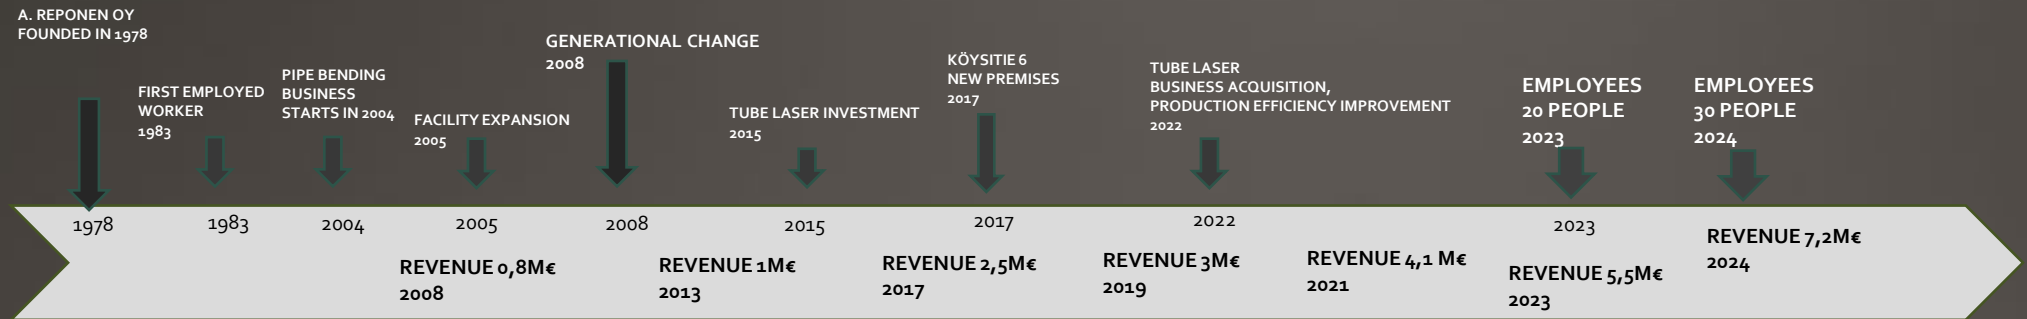 A. REPONEN OY
FOUNDED IN 1978
FIRST EMPLOYED
WORKER
1983
PIPE BENDING
BUSINESS
STARTS IN 2004
FACILITY EXPANSION
2005
GENERATIONAL CHANGE
2008
TUBE LASER INVESTMENT
2015
KÖYSITIE 6
NEW PREMISES
2017
TUBE LASER
BUSINESS ACQUISITION,
PRODUCTION EFFICIENCY IMPROVEMENT
2022
EMPLOYEES
20 PEOPLE
2023
EMPLOYEES
30 PEOPLE
2024
1978
1983
2004
2005
2008
2015
2017
2022
2023
REVENUE 0,8M€
2008
REVENUE 1M€
2013
REVENUE 2,5M€
2017
REVENUE 3M€
2019
REVENUE 4,1 M€
2021
REVENUE 5,5M€
2023
REVENUE 7,2M€
2024